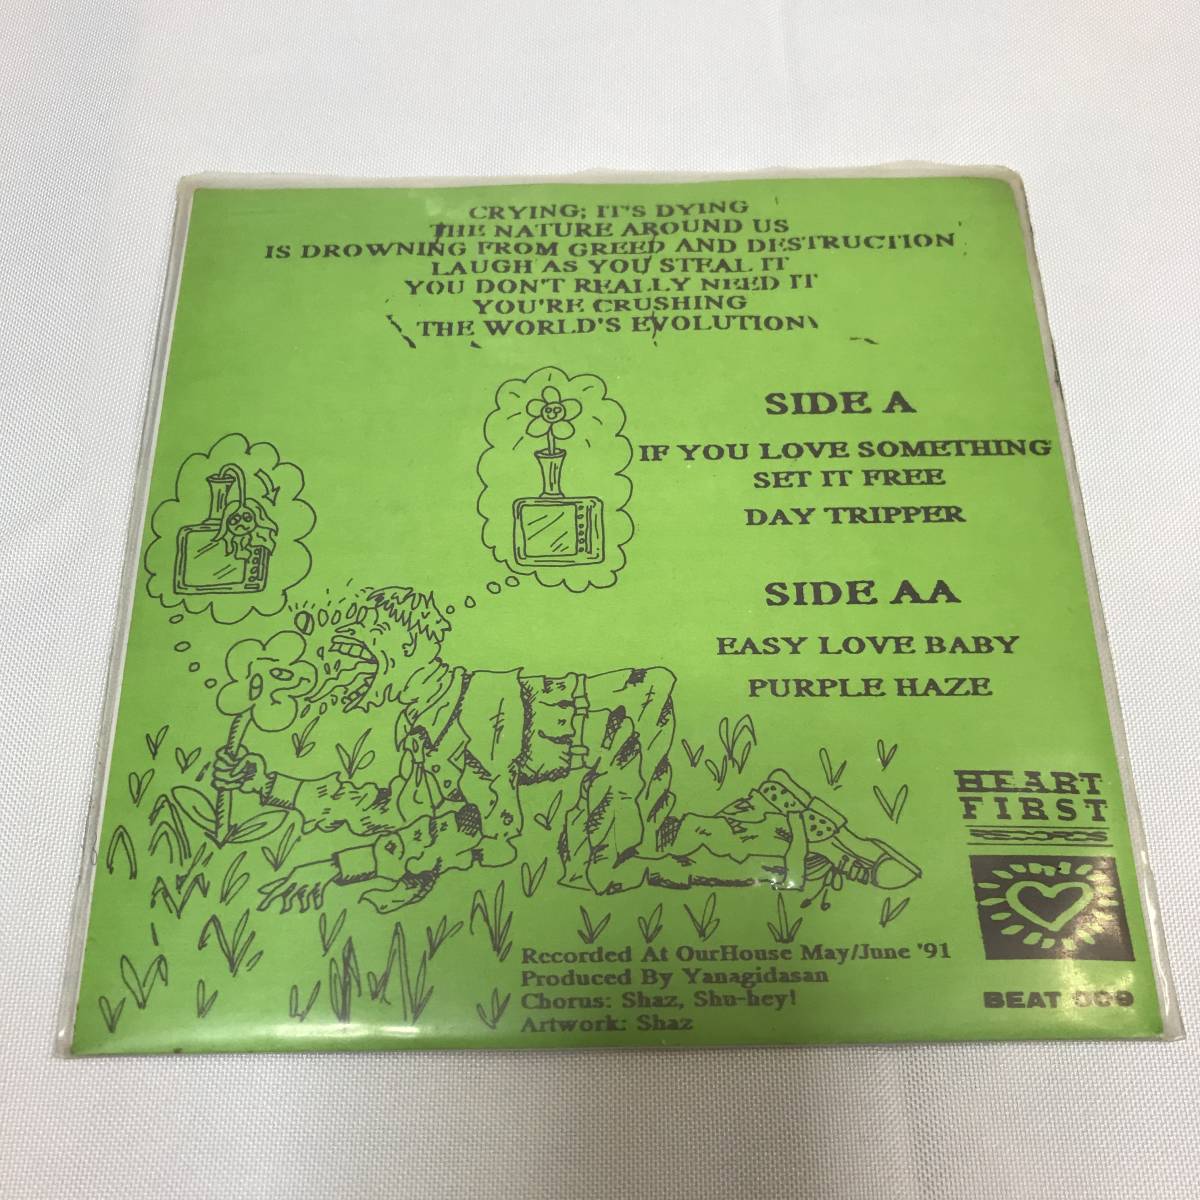 CRYING; IT'S DYING
THE NATURE AROUND US
IS DROWNING FROM GREED AND DESTRUCTION
LAUGH AS YOU STEAL IT
YOU DON'T REALLY NEED IT
YOU'RE CRUSHING
THE WORLD'S EVOLUTION
SIDE A
IF YOU LOVE SOMETHING
SET IT FREE
DAY TRIPPER
SIDE AA
EASY LOVE BABY
PURPLE HAZE
HEART
FIRST
BEAT 009
Recorded At OurHouse May/June '91
Produced By Yanagidasan
Chorus: Shaz, Shu-hey!
Artwork: Shaz